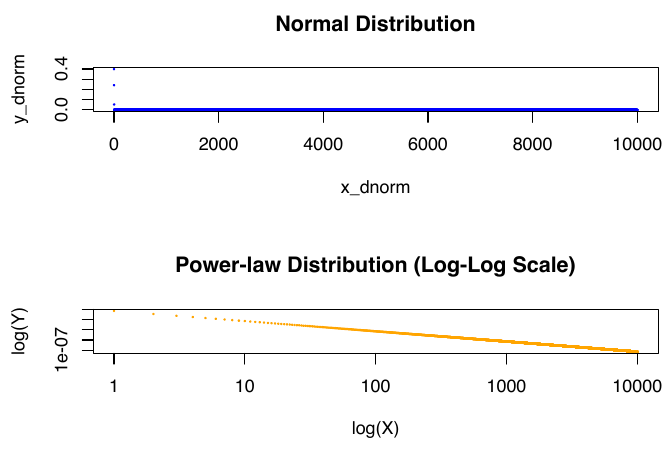 Normal Distribution
y_dnorm
0.4
0.0
0 2000 4000 6000 8000 10000
x_dnorm
Power-law Distribution (Log-Log Scale)
log(Y)
1e-07
1 10 100 1000 10000
log(X)